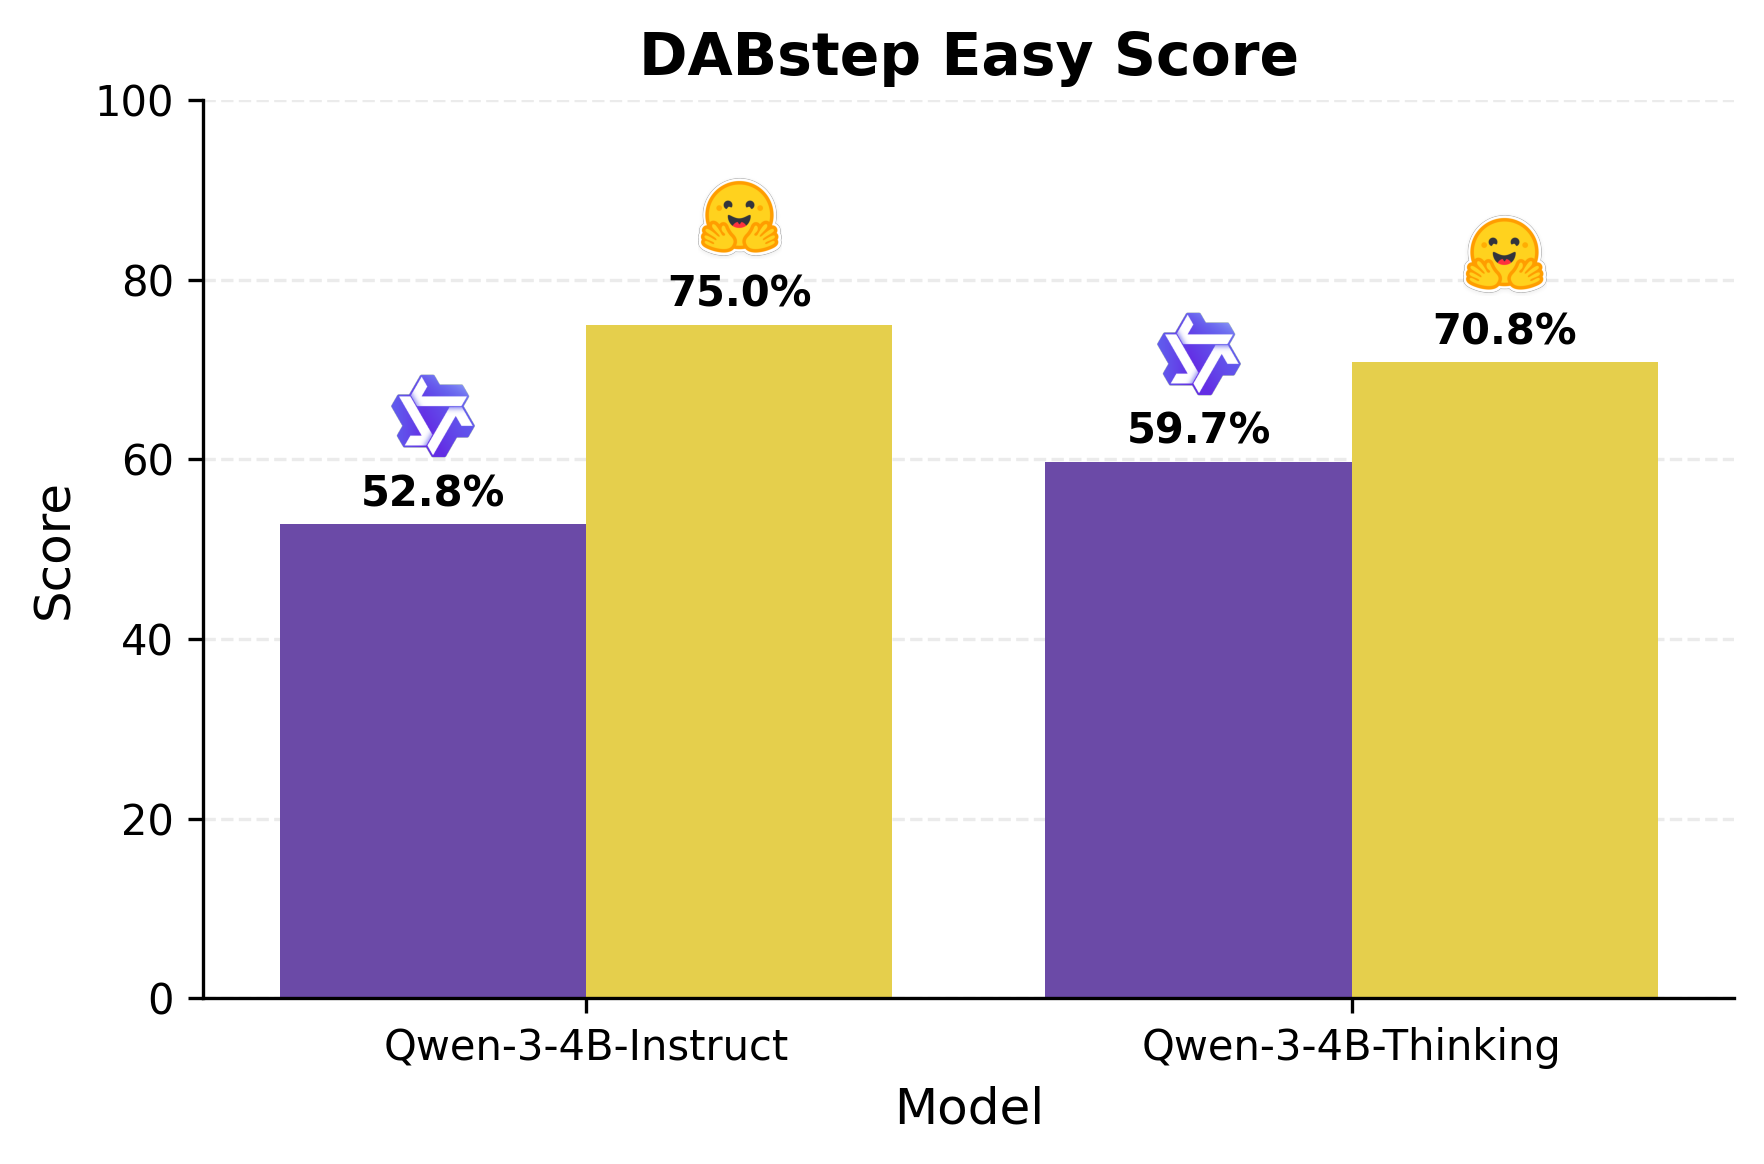 DABstep Easy Score
100
80
60
40
20
0
Score
52.8%
75.0%
59.7%
70.8%
Qwen-3-4B-Instruct
Qwen-3-4B-Thinking
Model